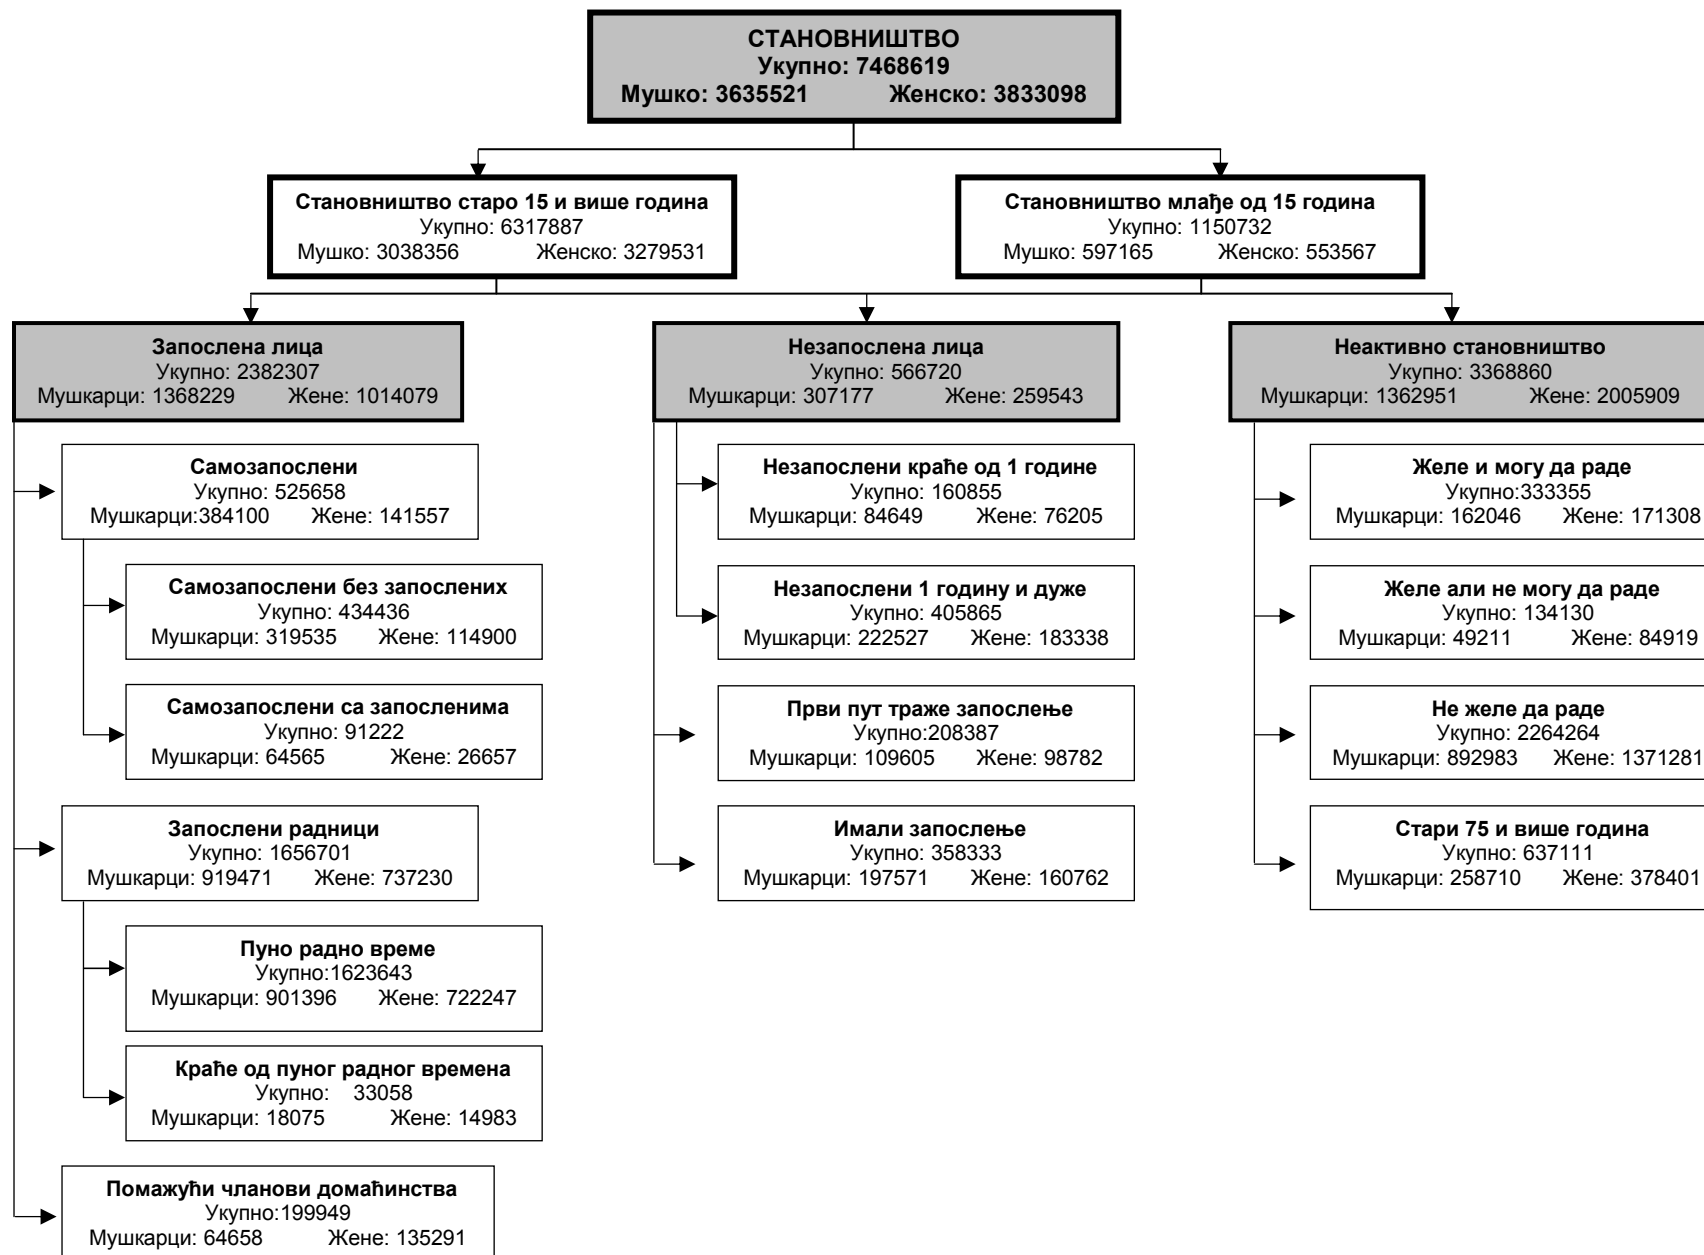 СТАНОВНИШТВО
Укупно: 7468619
Мушко: 3635521 Женско: 3833098
Становништво старо 15 и више година
Укупно: 6317887
Мушко: 3038356 Женско: 3279531
Становништво млађе од 15 година
Укупно: 1150732
Мушко: 597165 Женско: 553567
Запослена лица
Укупно: 2382307
Мушкарци: 1368229 Жене: 1014079
Незапослена лица
Укупно: 566720
Мушкарци: 307177 Жене: 259543
Неактивно становништво
Укупно: 3368860
Мушкарци: 1362951 Жене: 2005909
Самозапослени
Укупно: 525658
Мушкарци:384100 Жене: 141557
Самозапослени без запослених
Укупно: 434436
Мушкарци: 319535 Жене: 114900
Самозапослени са запосленима
Укупно: 91222
Мушкарци: 64565 Жене: 26657
Запослени радници
Укупно: 1656701
Мушкарци: 919471 Жене: 737230
Пуно радно време
Укупно:1623643
Мушкарци: 901396 Жене: 722247
Краће од пуног радног времена
Укупно: 33058
Мушкарци: 18075 Жене: 14983
Помажући чланови домаћинства
Укупно:199949
Мушкарци: 64658 Жене: 135291
Незапослени краће од 1 године
Укупно: 160855
Мушкарци: 84649 Жене: 76205
Незапослени 1 годину и дуже
Укупно: 405865
Мушкарци: 222527 Жене: 183338
Први пут траже запослење
Укупно:208387
Мушкарци: 109605 Жене: 98782
Имали запослење
Укупно: 358333
Мушкарци: 197571 Жене: 160762
Желе и могу да раде
Укупно:333355
Мушкарци: 162046 Жене: 171308
Желе али не могу да раде
Укупно: 134130
Мушкарци: 49211 Жене: 84919
Не желе да раде
Укупно: 2264264
Мушкарци: 892983 Жене: 1371281
Стари 75 и више година
Укупно: 637111
Мушкарци: 258710 Жене: 378401